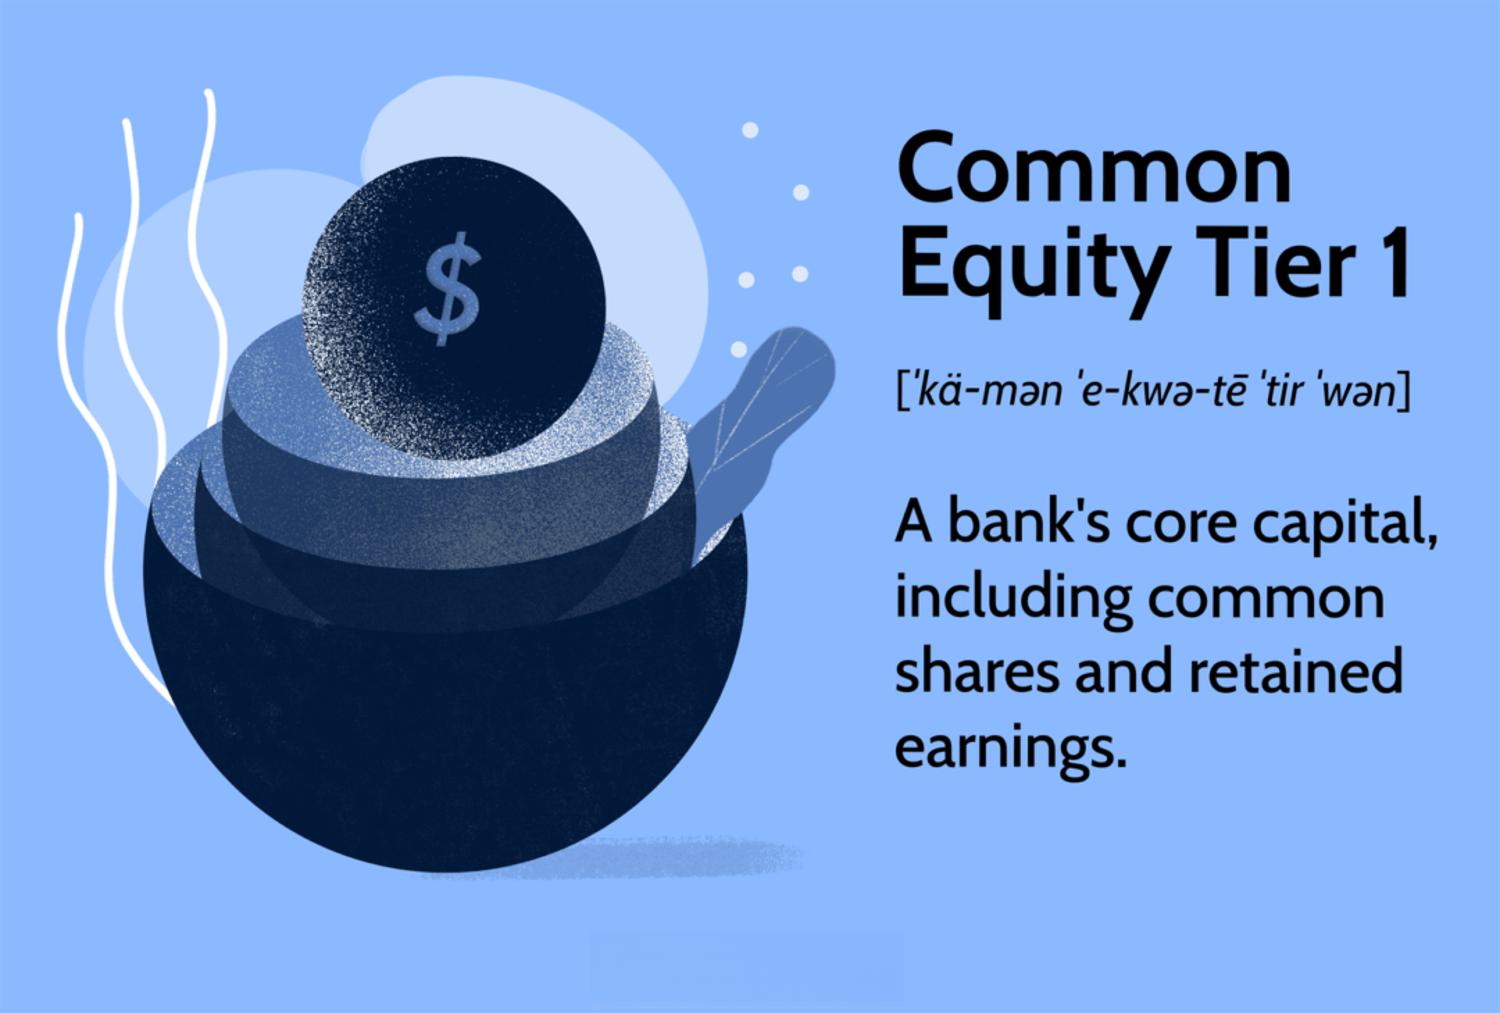 $
Common
Equity Tier 1
[ˈkä-mən ˈe-kwə-tē ˈtir ˈwən]
A bank's core capital,
including common
shares and retained
earnings.